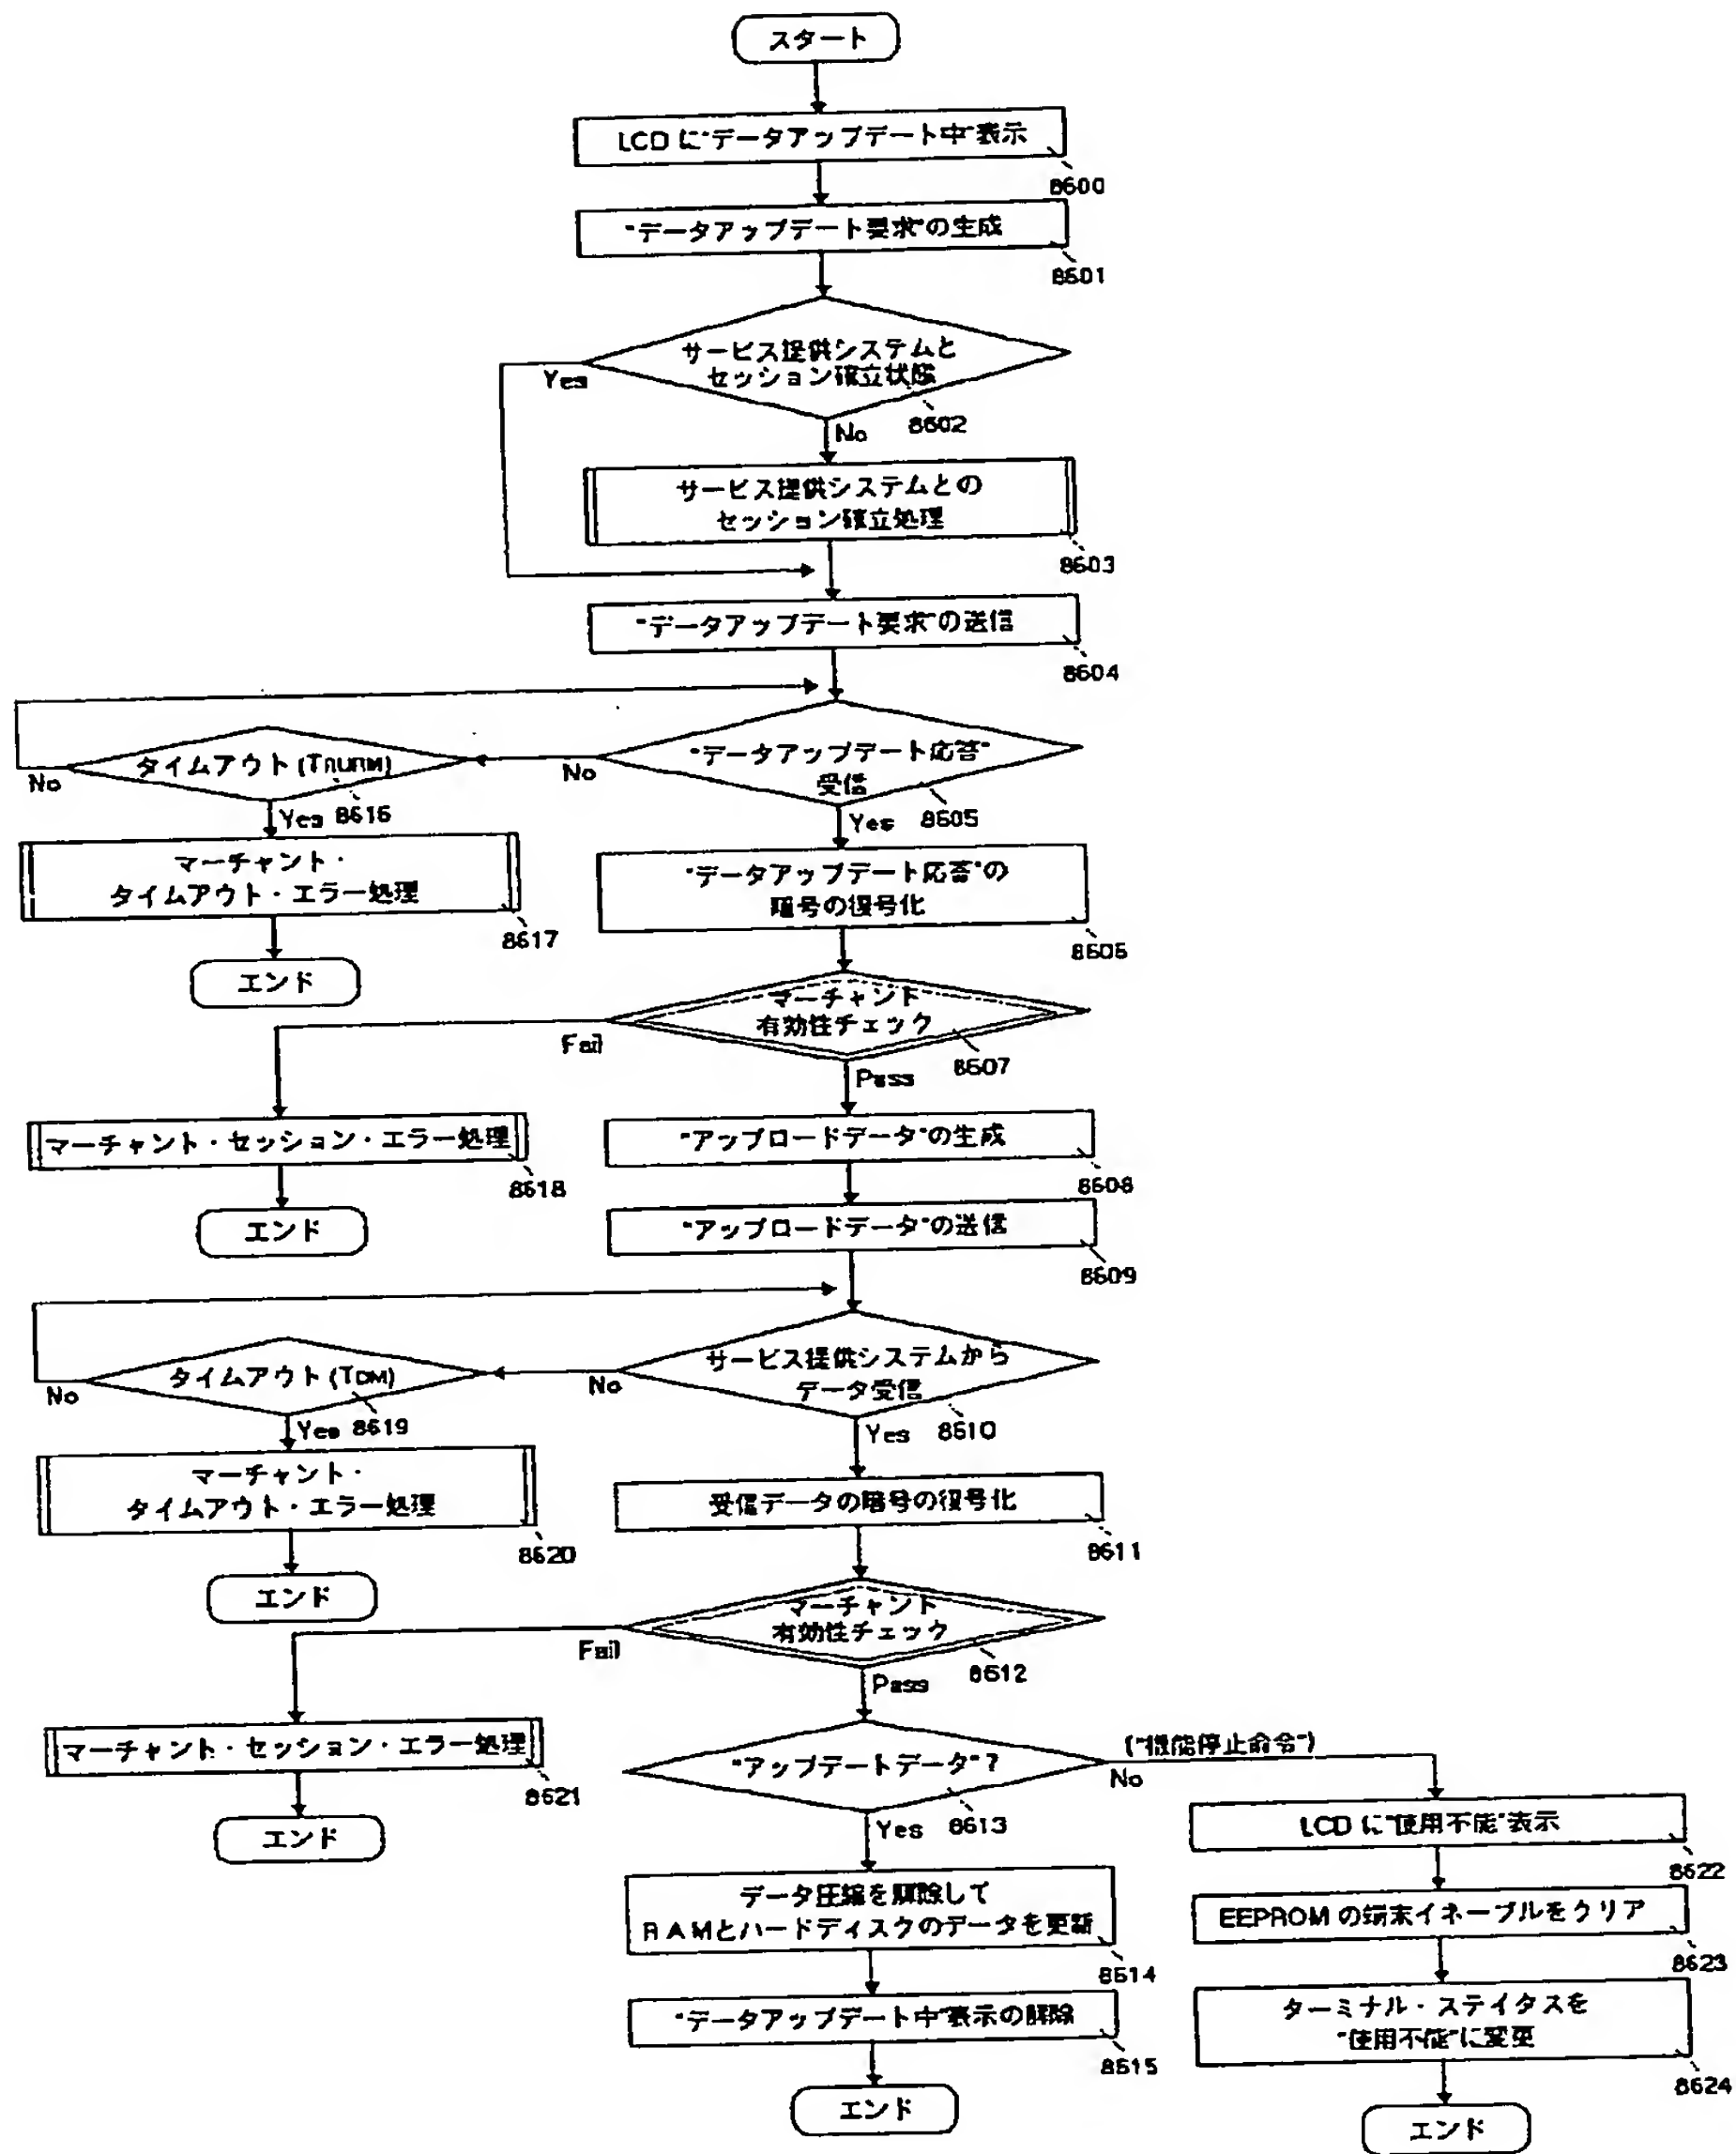 スタート
LCD に"データアップデート中"表示
8600
"データアップデート要求"の生成
8601
サービス提供システムと
セッション確立状態
Yes
8602
No
サービス提供システムとの
セッション確立処理
8603
"データアップデート要求"の送信
8604
タイムアウト
"データアップデート応答"
受信
No
No
Yes 8616
Yes 8605
マーチャント・
タイムアウト・エラー処理
8617
エンド
"データアップデート応答"の
暗号の復号化
8606
マーチャント
有効性チェック
Fail
8607
Pass
マーチャント・セッション・エラー処理
8618
エンド
"アップロードデータ"の生成
8608
"アップロードデータ"の送信
8609
タイムアウト (TDM)
サービス提供システムから
データ受信
No
No
Yes 8619
Yes 8610
マーチャント・
タイムアウト・エラー処理
8620
エンド
受信データの暗号の復号化
8611
マーチャント
有効性チェック
Fail
8612
Pass
マーチャント・セッション・エラー処理
8621
エンド
"アップデートデータ"?
("機能停止命令")
No
Yes 8613
データ圧縮を解除して
RAMとハードディスクのデータを更新
8614
"データアップデート中"表示の解除
8615
エンド
LCD に"使用不能"表示
8622
EEPROM の端末イネーブルをクリア
8623
ターミナル・ステイタスを
"使用不能"に変更
8624
エンド